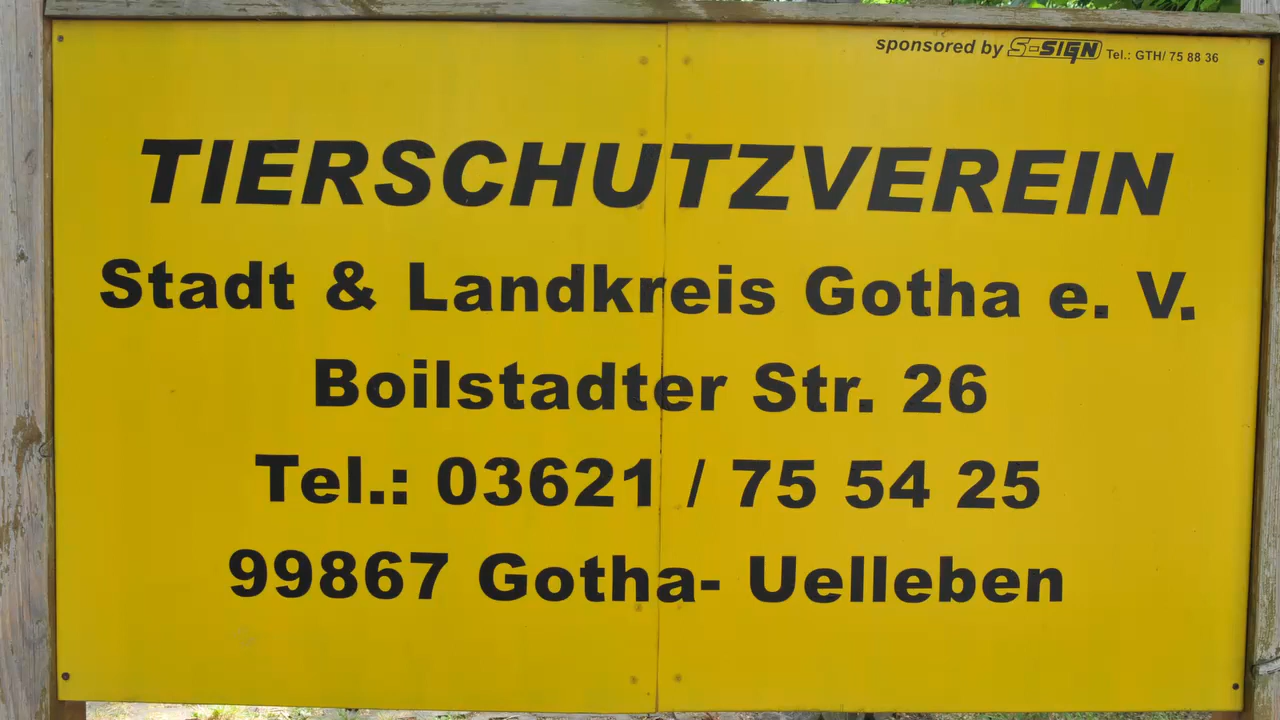 sponsored by S-SIGN Tel.: GTH/ 75 88 36
TIERSCHUTZVEREIN
Stadt & Landkreis Gotha e. V.
Boilstadter Str. 26
Tel.: 03621 / 75 54 25
99867 Gotha- Uelleben